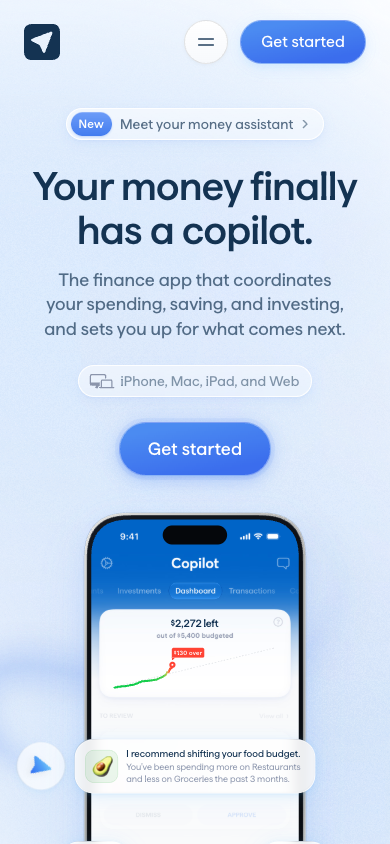 Get started
New Meet your money assistant
Your money finally
has a copilot.
The finance app that coordinates
your spending, saving, and investing,
and sets you up for what comes next.
iPhone, Mac, iPad, and Web
Get started
9:41
Copilot
Investments Dashboard Transactions
$2,272 left
out of $5,400 budgeted
$130 over
I recommend shifting your food budget.
You've been spending more on Restaurants
and less on Groceries the past 3 months.